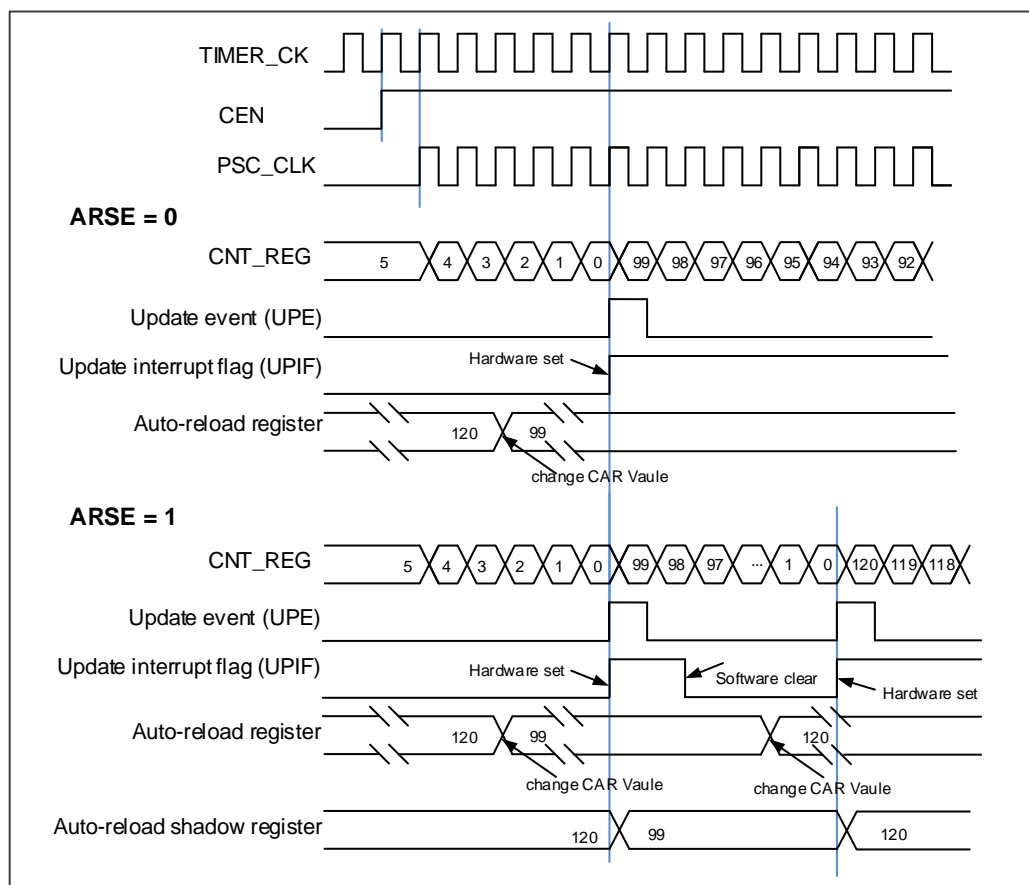 TIMER_CK
CEN
PSC_CLK
ARSE = 0
CNT_REG 5 4 3 2 1 0 99 98 97 96 95 94 93 92
Update event (UPE)
Update interrupt flag (UPIF) Hardware set
Auto-reload register 120 99
change CAR Vaule
ARSE = 1
CNT_REG 5 4 3 2 1 0 99 98 97 ... 1 0 120 119 118
Update event (UPE)
Update interrupt flag (UPIF) Hardware set Software clear Hardware set
Auto-reload register 120 99 120
change CAR Vaule change CAR Vaule
Auto-reload shadow register 120 99 120